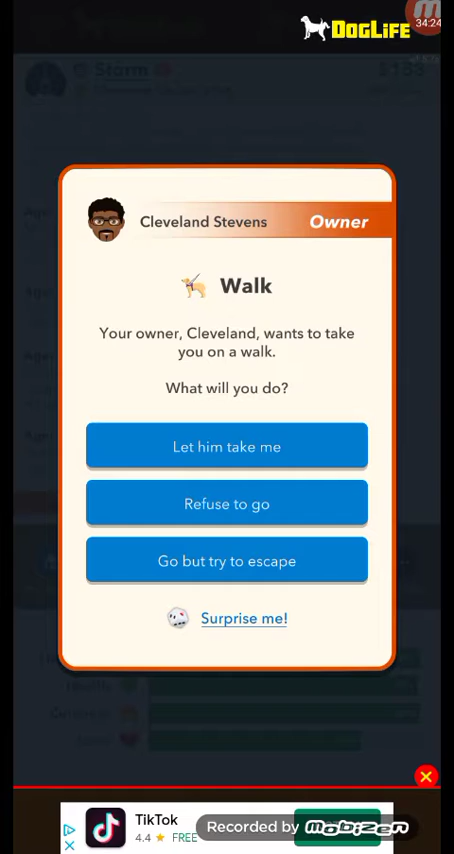 DOGLIFE
34:24
Storm
Cleveland Stevens
Owner
Walk
Your owner, Cleveland, wants to take
you on a walk.
What will you do?
Let him take me
Refuse to go
Go but try to escape
Surprise me!
Health
TikTok
4.4 ★ FREE
Recorded by mobizen